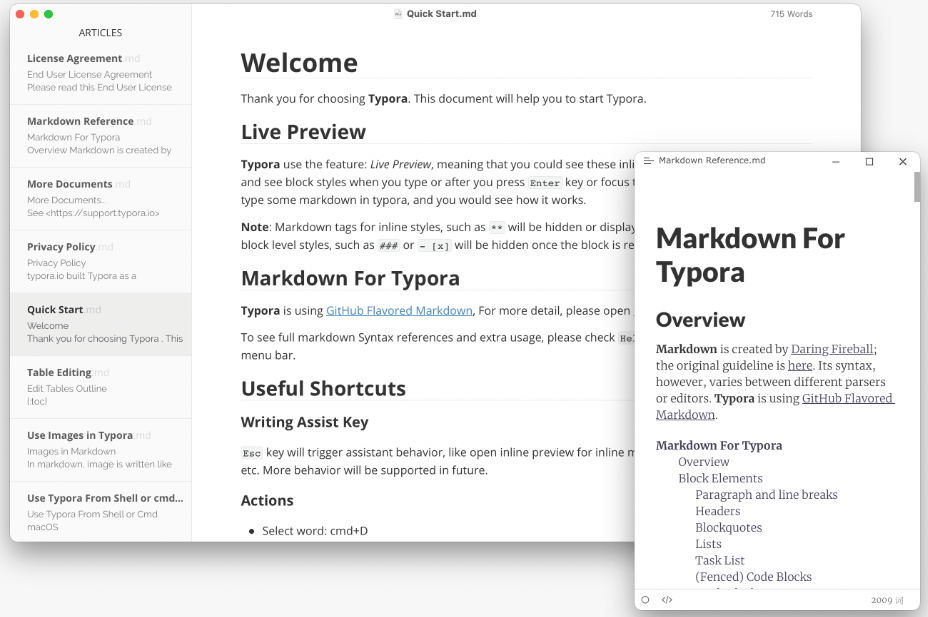 Quick Start.md
715 Words
ARTICLES
License Agreement.md
End User License Agreement
Please read this End User License
Markdown Reference.md
Markdown For Typora
Overview Markdown is created by
More Documents.md
More Documents..
See <https://support.typora.io>
Privacy Policy.md
Privacy Policy
typora.io built Typora as a
Quick Start.md
Welcome
Thank you for choosing Typora . This
Table Editing.md
Edit Tables Outline
[toc]
Use Images in Typora.md
Images in Markdown
In markdown, image is written like
Use Typora From Shell or cmd...
Use Typora From Shell or Cmd
macOS
Welcome
Thank you for choosing Typora. This document will help you to start Typora.
Live Preview
Typora use the feature: Live Preview, meaning that you could see these inli
and see block styles when you type or after you press Enter key or focus t
type some markdown in typora, and you would see how it works.
Note: Markdown tags for inline styles, such as ** will be hidden or display
block level styles, such as ### or - [x] will be hidden once the block is re
Markdown For Typora
Typora is using GitHub Flavored Markdown, For more detail, please open
To see full markdown Syntax references and extra usage, please check Hel
menu bar.
Useful Shortcuts
Writing Assist Key
Esc key will trigger assistant behavior, like open inline preview for inline m
etc. More behavior will be supported in future.
Actions
• Select word: cmd+D
Markdown Reference.md
Markdown For
Typora
Overview
Markdown is created by Daring Fireball;
the original guideline is here. Its syntax,
however, varies between different parsers
or editors. Typora is using GitHub Flavored
Markdown.
Markdown For Typora
Overview
Block Elements
Paragraph and line breaks
Headers
Blockquotes
Lists
Task List
(Fenced) Code Blocks
</>
2009 词